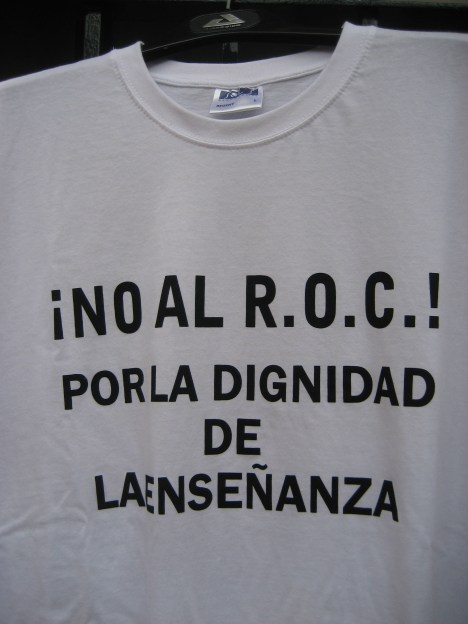 ¡NO AL R.O.C.!
POR LA DIGNIDAD
DE
LA ENSEÑANZA